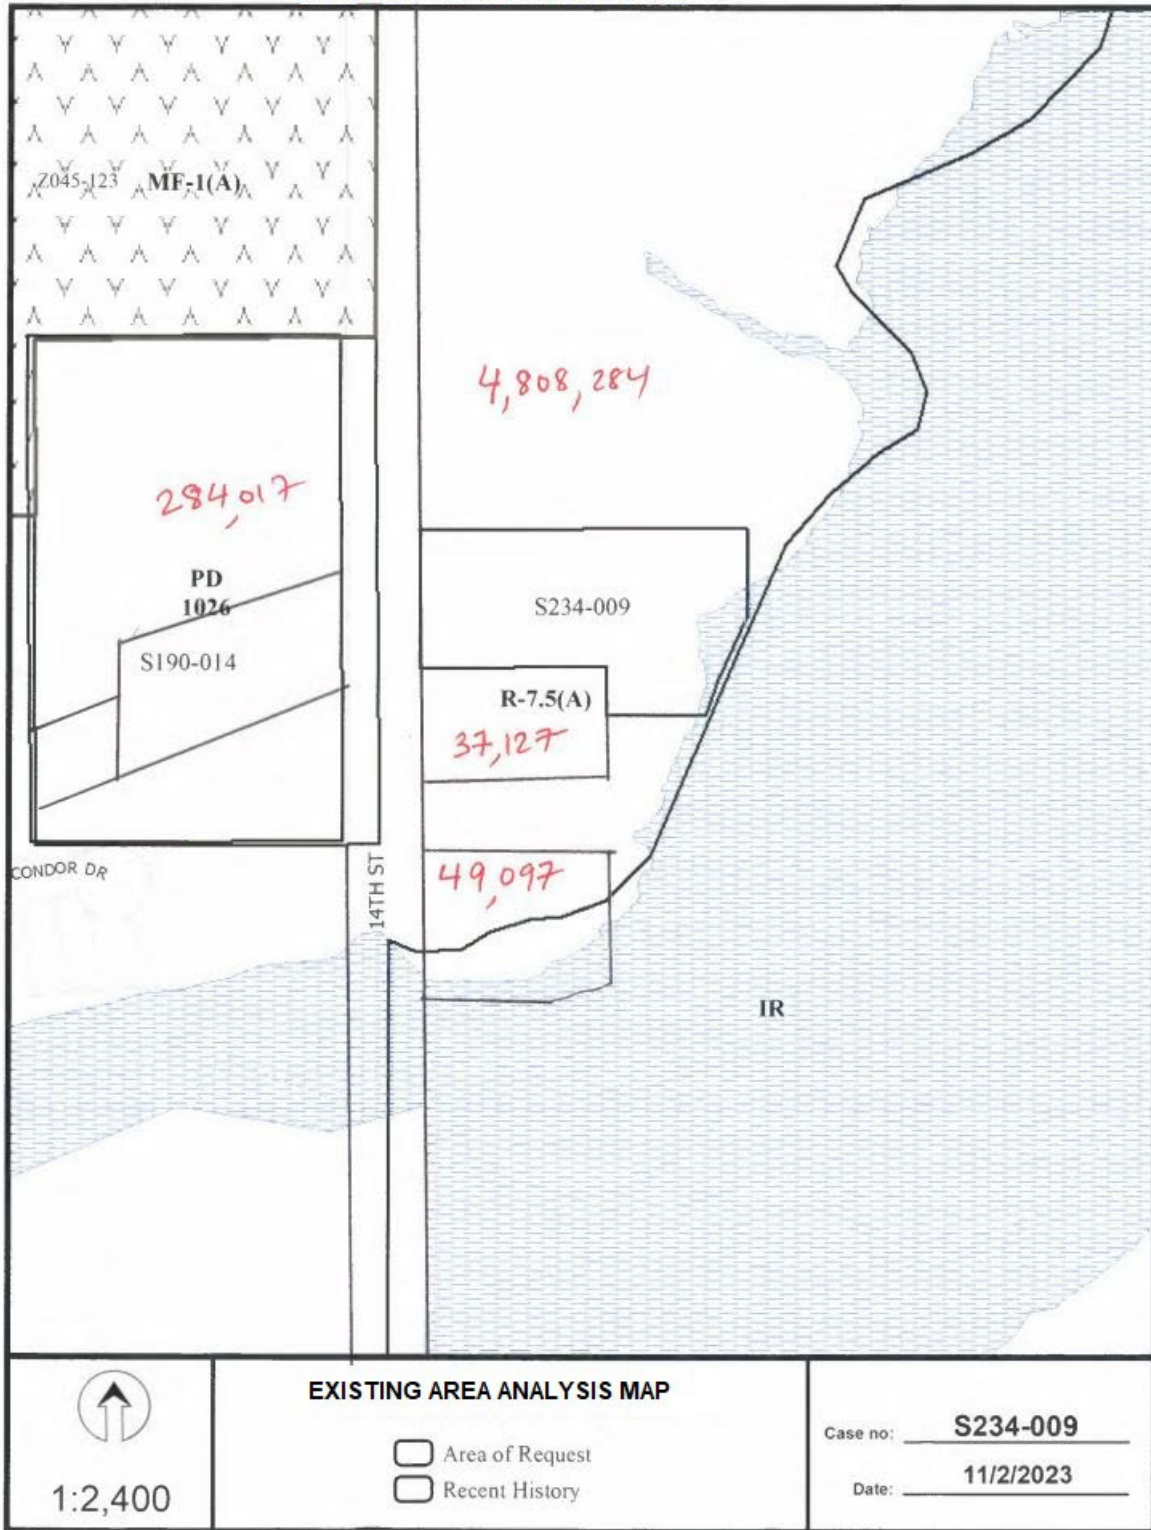 Z045-123 MF-1(A)
4,808,284
284,017
PD
1026
S234-009
S190-014
R-7.5(A)
37,127
CONDOR DR
14TH ST
49,097
IR
EXISTING AREA ANALYSIS MAP
Area of Request
Recent History
1:2,400
Case no: S234-009
Date: 11/2/2023